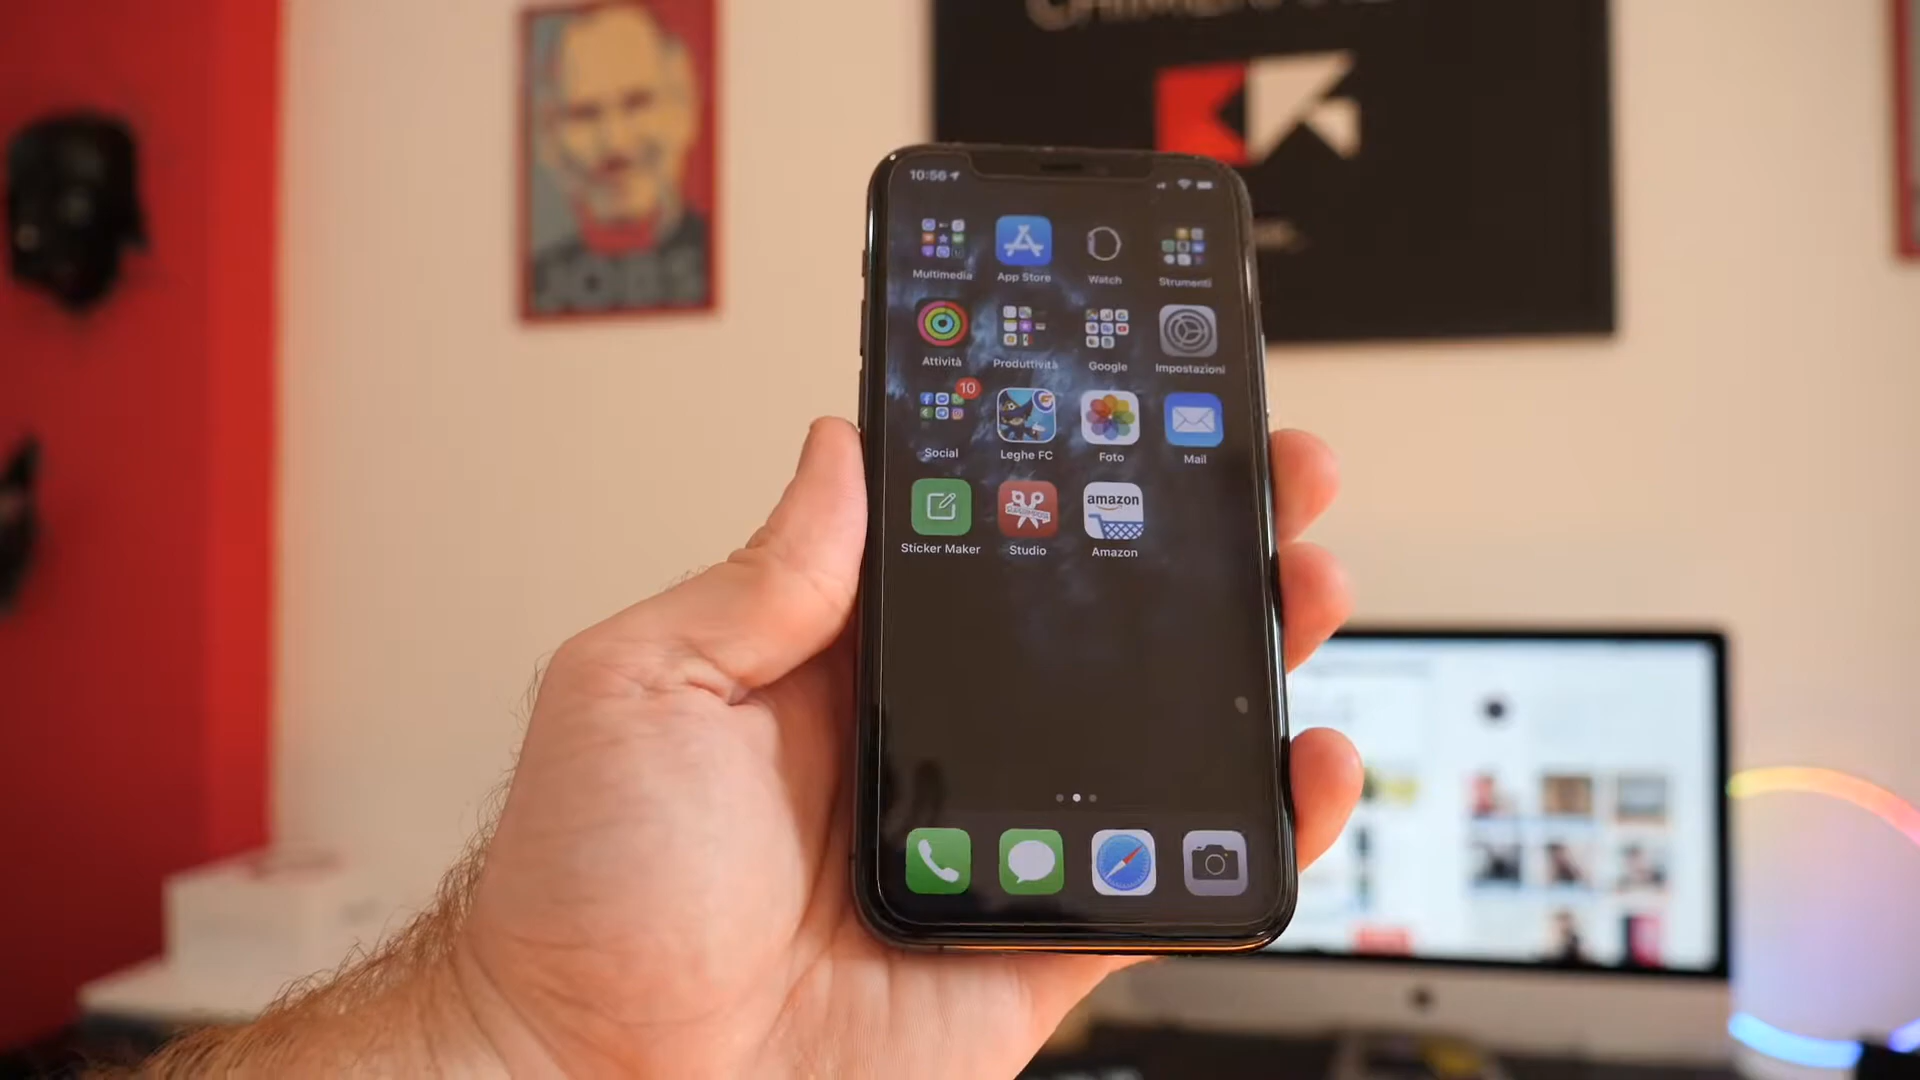 JOBS
10:56
Multimedia
App Store
Watch
Strumenti
Attività
Produttività
Google
Impostazioni
10
Social
Leghe FC
Foto
Mail
SUPERIMPOSE
amazon
Sticker Maker
Studio
Amazon